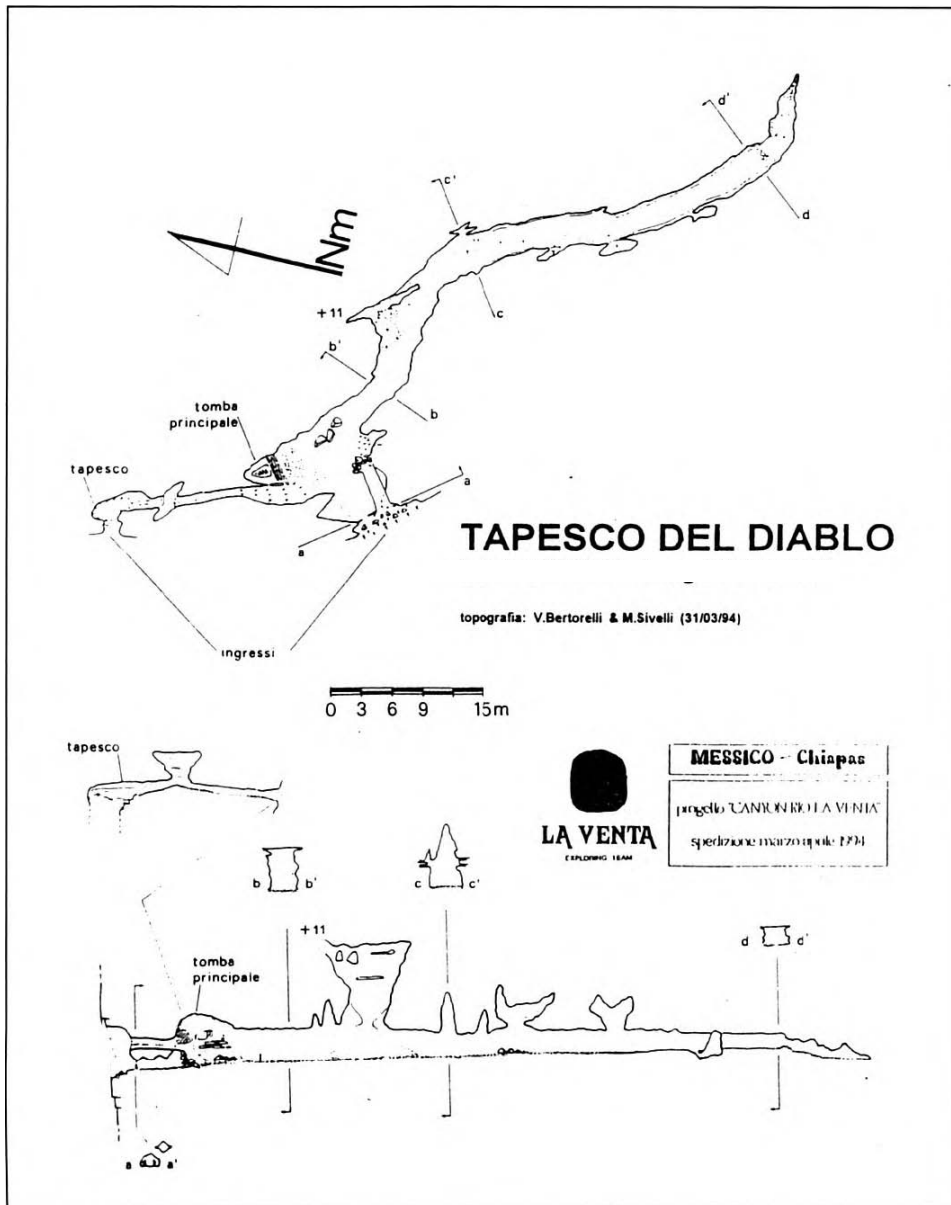 d'
c'
d
Nm
c
+11
b'
b
tomba
principale
tapesco
a
a
TAPESCO DEL DIABLO
topografia: V.Bertorelli & M.Sivelli (31/03/94)
ingressi
0 3 6 9 15m
tapesco
LA VENTA
EXPLORING TEAM
MESSICO - Chiapas
progetto "CANYON RIO LA VENTA"
spedizione marzo aprile 1994
b b'
c c'
+11
d d'
tomba
principale
a a'